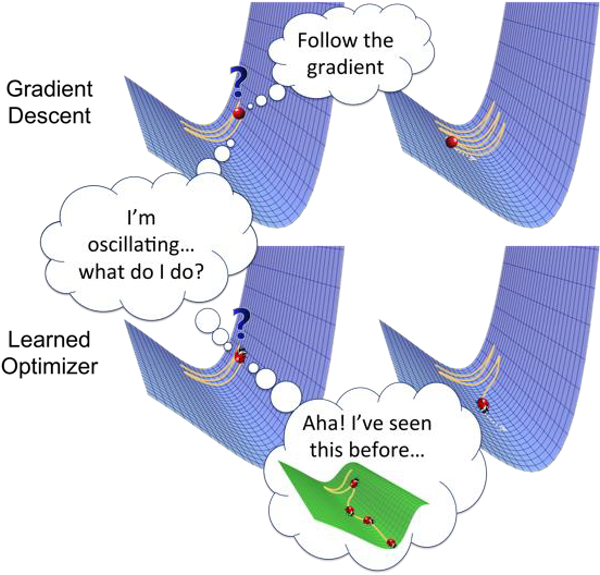 Follow the
gradient
Gradient
Descent
?
I'm
oscillating...
what do I do?
Learned
Optimizer
?
Aha! I've seen
this before...